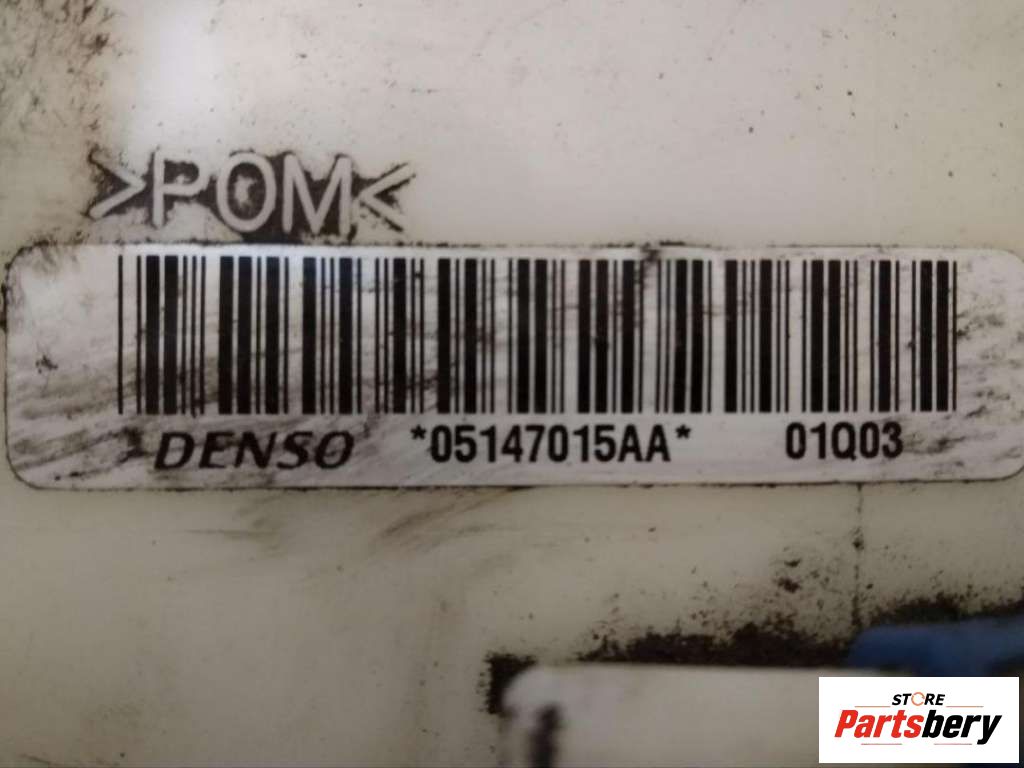 >POM<
DENSO *05147015AA* 01Q03
STORE
Partsbery